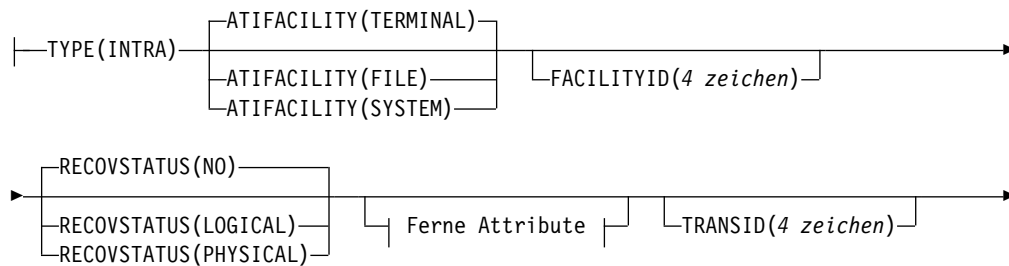 ATIFACILITY(TERMINAL)
TYPE(INTRA)
ATIFACILITY(FILE) FACILITYID(4 zeichen)
ATIFACILITY(SYSTEM)
RECOVSTATUS(NO)
RECOVSTATUS(LOGICAL) Ferne Attribute TRANSID(4 zeichen)
RECOVSTATUS(PHYSICAL)